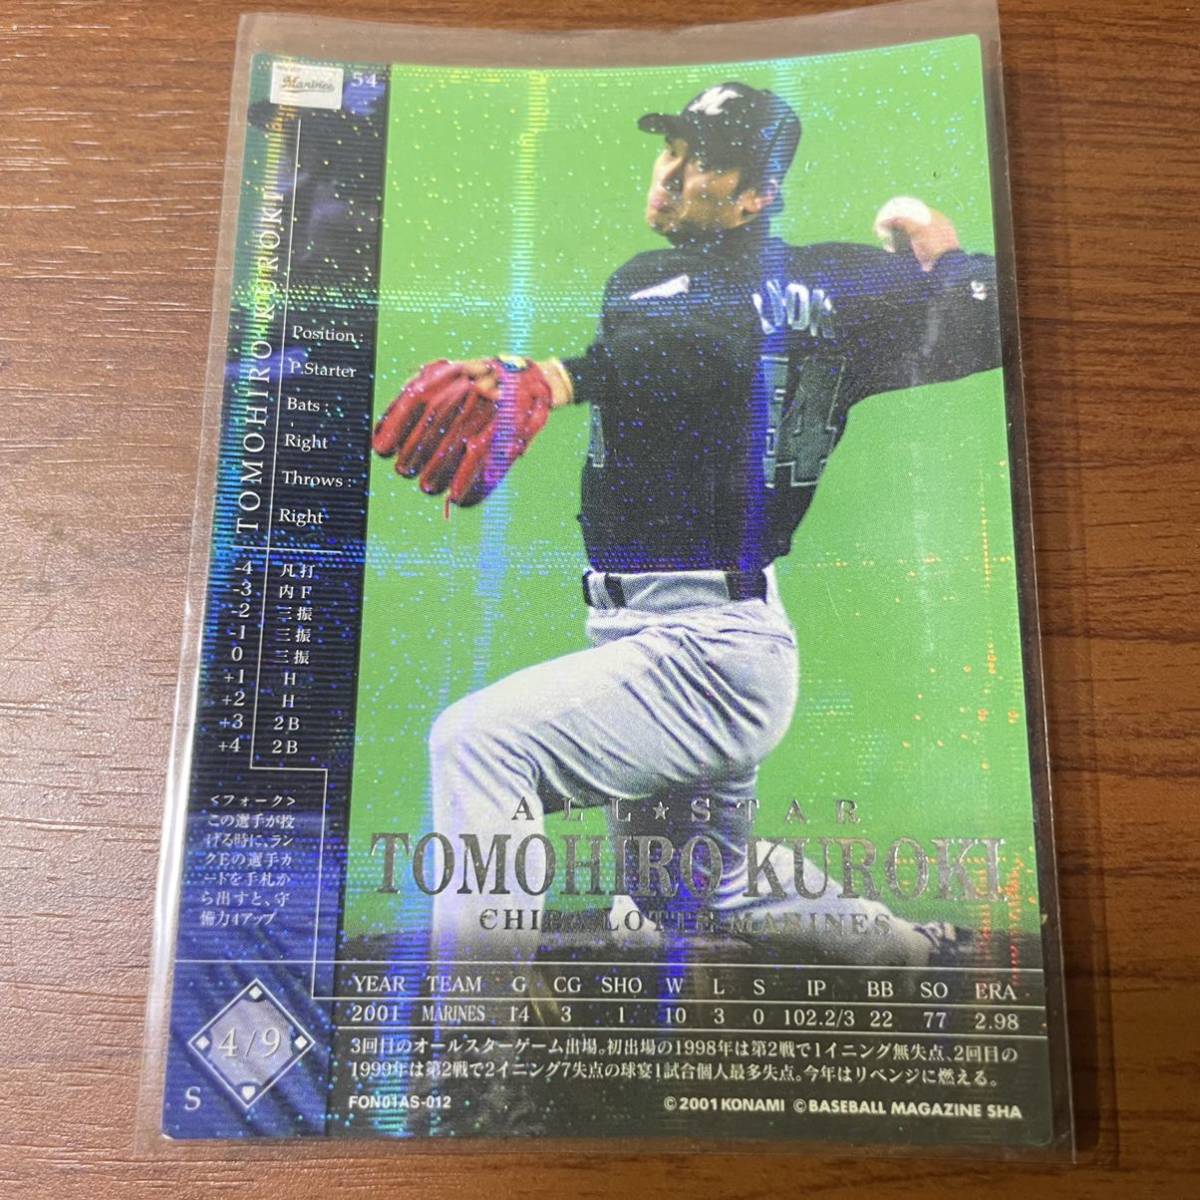 Marines
54
TOMOHIRO KUROKI
Position :
P.Starter
Bats :
Right
Throws :
Right
-4 凡打
-3 内F
-2 三振
-1 三振
0 三振
+1 H
+2 H
+3 2B
+4 2B
<フォーク>
この選手が投
げる時に、ラン
クEの選手カ
ードを手札か
ら出すと、守
備力4アップ
4/9
S
M
54
ALL★STAR
TOMOHIRO KUROKI
CHIBA LOTTE MARINES
YEAR TEAM G CG SHO W L S IP BB SO ERA
2001 MARINES 14 3 1 10 3 0 102.2/3 22 77 2.98
3回目のオールスターゲーム出場。初出場の1998年は第2戦で1イニング無失点、2回目の
1999年は第2戦で2イニング7失点の球宴1試合個人最多失点。今年はリベンジに燃える。
FON01AS-012
©2001 KONAMI ©BASEBALL MAGAZINE SHA